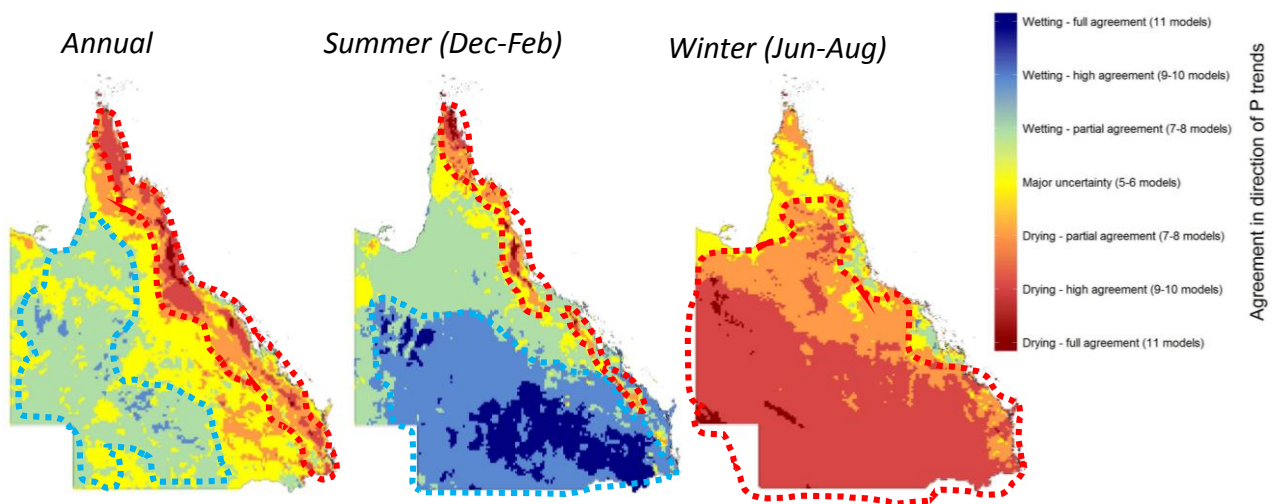 Annual
Summer (Dec-Feb)
Winter (Jun-Aug)
Wetting - full agreement (11 models)
Wetting - high agreement (9-10 models)
Wetting - partial agreement (7-8 models)
Major uncertainty (5-6 models)
Drying - partial agreement (7-8 models)
Drying - high agreement (9-10 models)
Drying - full agreement (11 models)
Agreement in direction of P trends